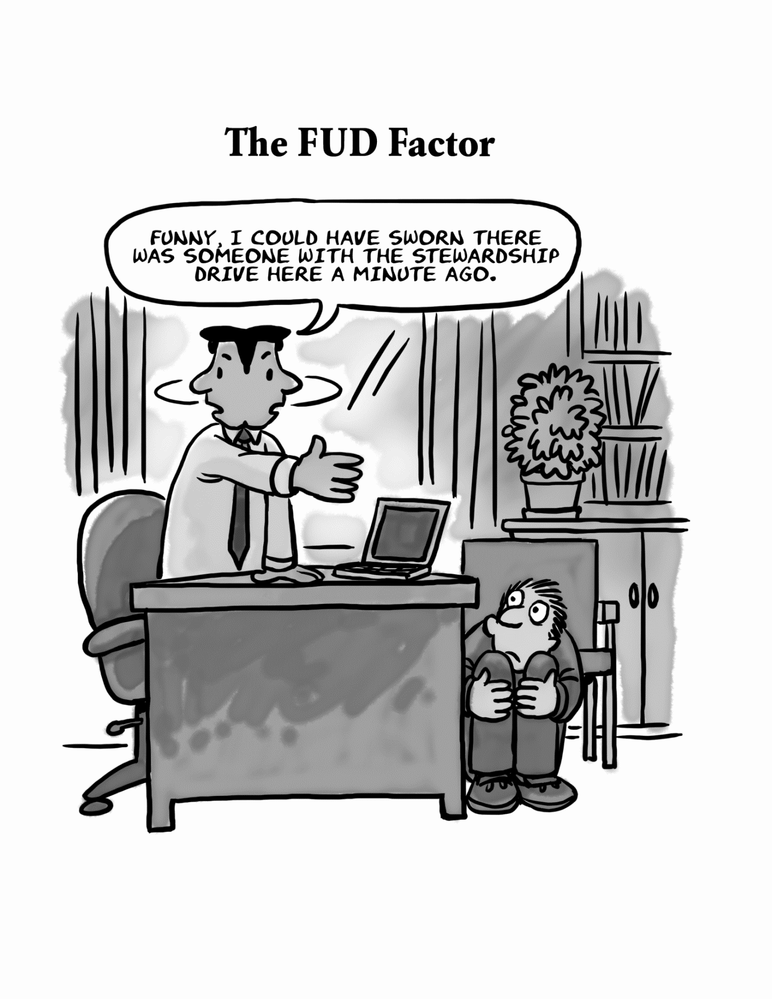 The FUD Factor
FUNNY, I COULD HAVE SWORN THERE
WAS SOMEONE WITH THE STEWARDSHIP
DRIVE HERE A MINUTE AGO.